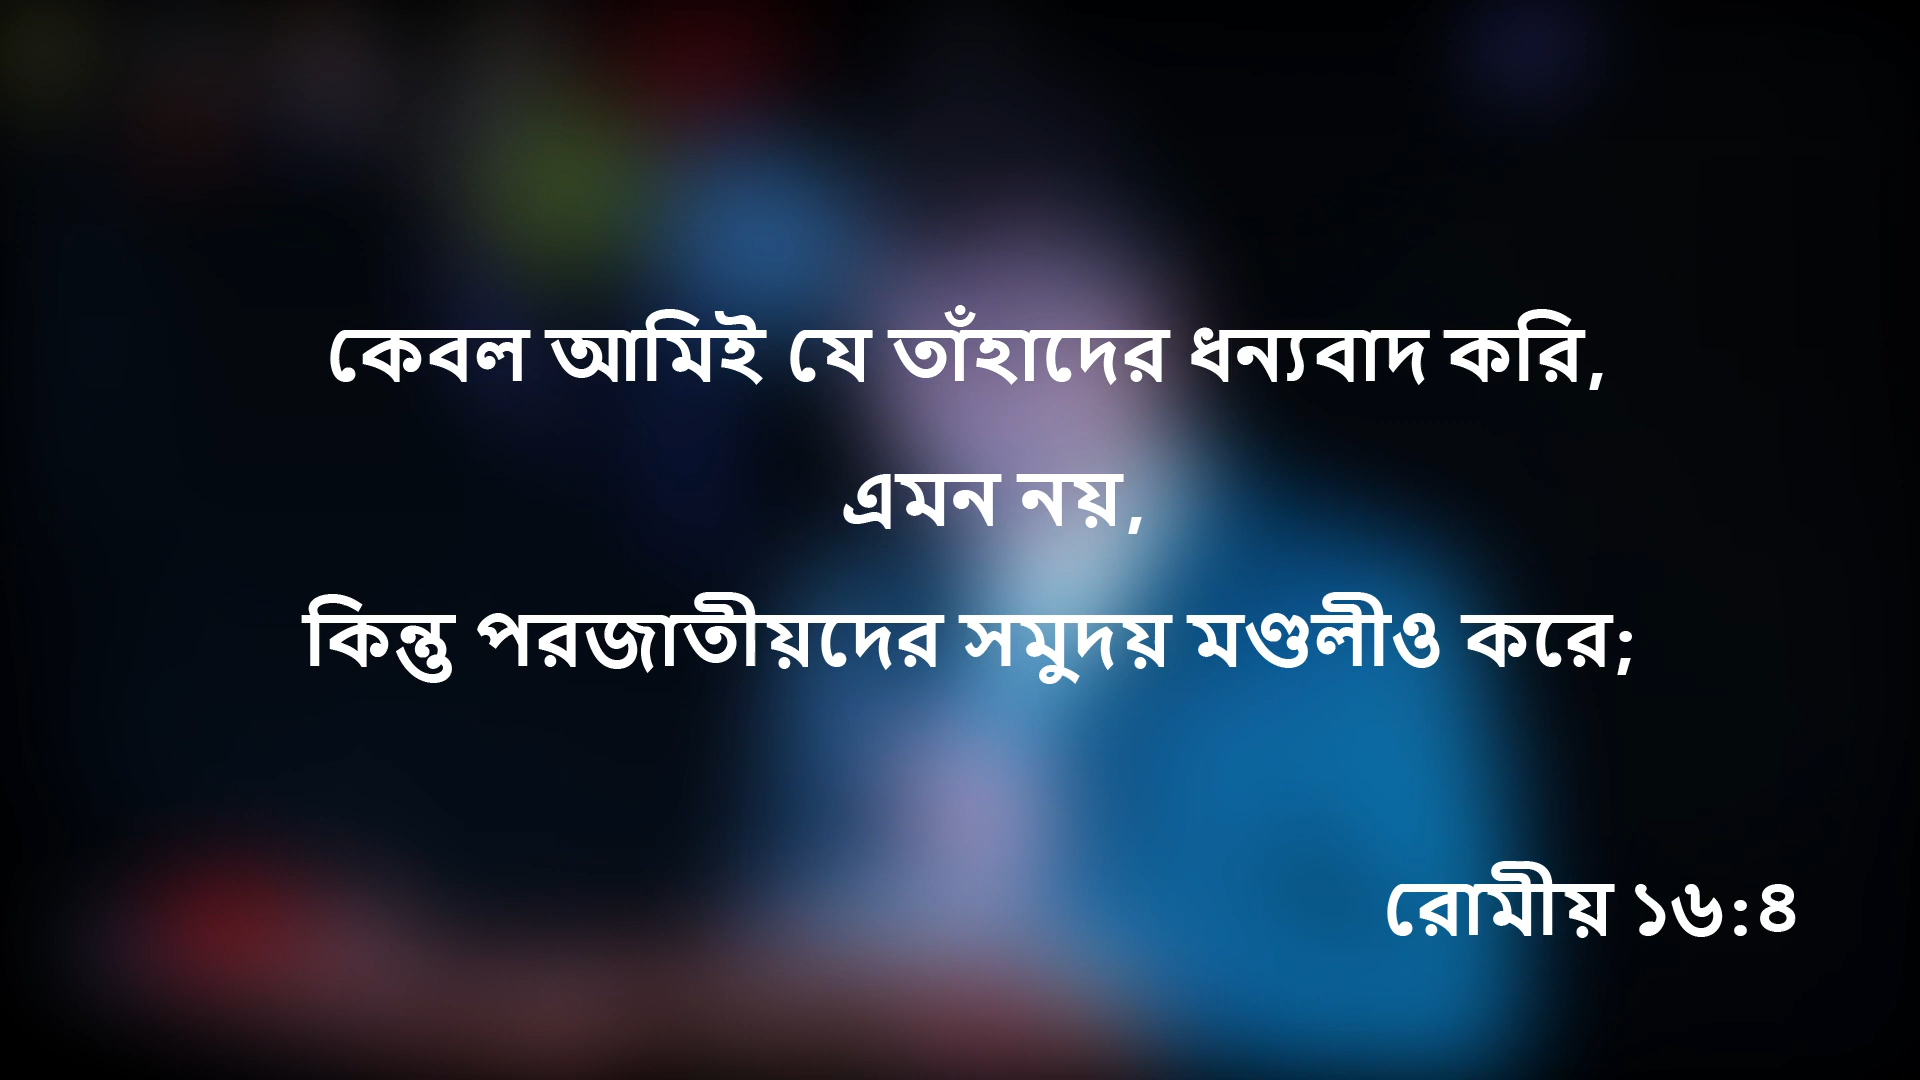 কেবল আমিই যে তাঁহাদের ধন্যবাদ করি,
এমন নয়,
কিন্তু পরজাতীয়দের সমুদয় মণ্ডলীও করে;
রোমীয় ১৬:৪